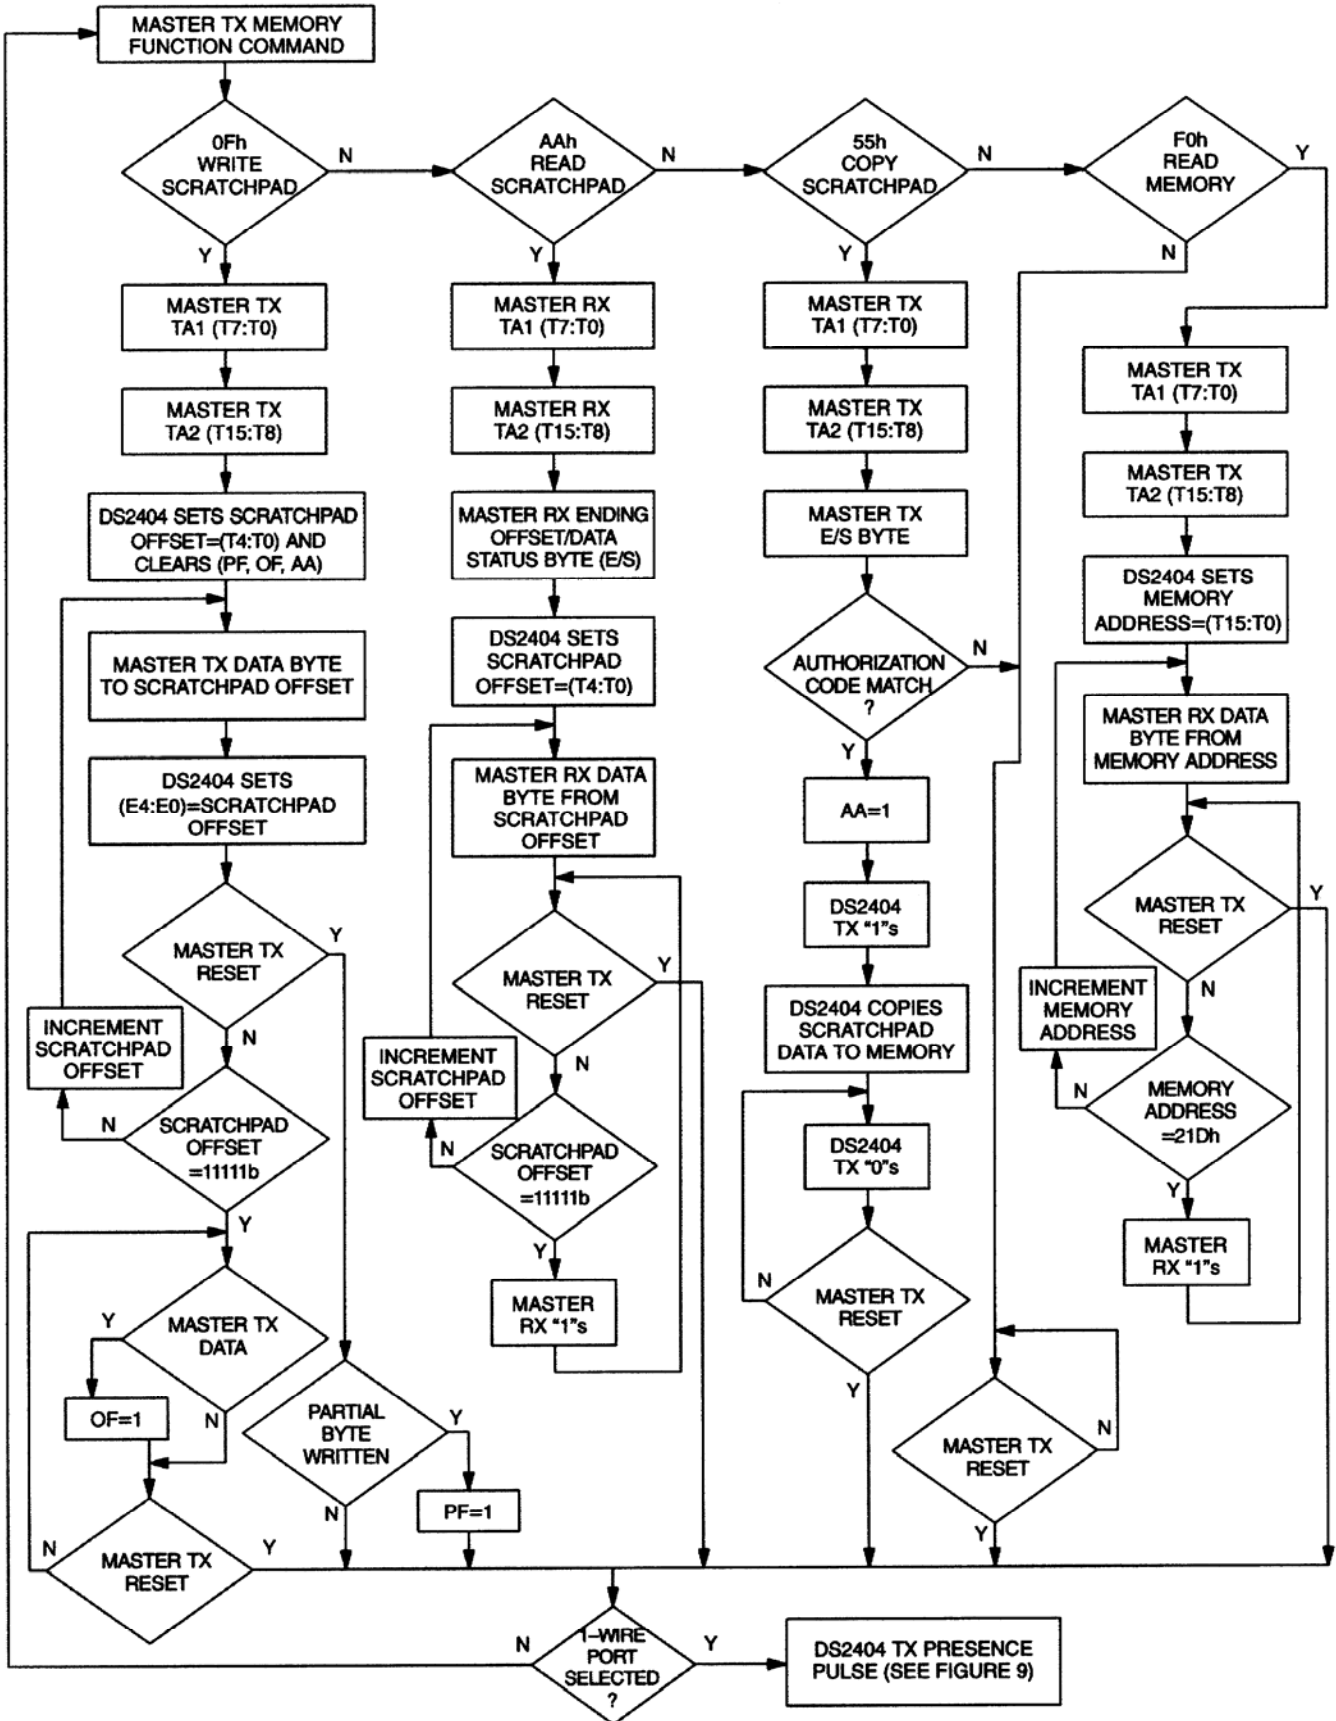 MASTER TX MEMORY
FUNCTION COMMAND
0Fh
WRITE
SCRATCHPAD
N
Y
AAh
READ
SCRATCHPAD
N
Y
55h
COPY
SCRATCHPAD
N
Y
F0h
READ
MEMORY
Y
N
MASTER TX
TA1 (T7:T0)
MASTER TX
TA2 (T15:T8)
DS2404 SETS SCRATCHPAD
OFFSET=(T4:T0) AND
CLEARS (PF, OF, AA)
MASTER TX DATA BYTE
TO SCRATCHPAD OFFSET
DS2404 SETS
(E4:E0)=SCRATCHPAD
OFFSET
MASTER TX
RESET
Y
N
INCREMENT
SCRATCHPAD
OFFSET
SCRATCHPAD
OFFSET
=11111b
N
Y
MASTER TX
DATA
Y
N
OF=1
MASTER TX
RESET
N
Y
PARTIAL
BYTE
WRITTEN
Y
N
PF=1
MASTER RX
TA1 (T7:T0)
MASTER RX
TA2 (T15:T8)
MASTER RX ENDING
OFFSET/DATA
STATUS BYTE (E/S)
DS2404 SETS
SCRATCHPAD
OFFSET=(T4:T0)
MASTER RX DATA
BYTE FROM
SCRATCHPAD
OFFSET
MASTER TX
RESET
Y
N
INCREMENT
SCRATCHPAD
OFFSET
SCRATCHPAD
OFFSET
=11111b
N
Y
MASTER
RX "1"s
MASTER TX
TA1 (T7:T0)
MASTER TX
TA2 (T15:T8)
MASTER TX
E/S BYTE
AUTHORIZATION
CODE MATCH
?
N
Y
AA=1
DS2404
TX "1"s
DS2404 COPIES
SCRATCHPAD
DATA TO MEMORY
DS2404
TX "0"s
MASTER TX
RESET
N
Y
MASTER TX
RESET
N
Y
MASTER TX
TA1 (T7:T0)
MASTER TX
TA2 (T15:T8)
DS2404 SETS
MEMORY
ADDRESS=(T15:T0)
MASTER RX DATA
BYTE FROM
MEMORY ADDRESS
MASTER TX
RESET
Y
N
INCREMENT
MEMORY
ADDRESS
MEMORY
ADDRESS
=21Dh
N
Y
MASTER
RX "1"s
1-WIRE
PORT
SELECTED
?
N
Y
DS2404 TX PRESENCE
PULSE (SEE FIGURE 9)